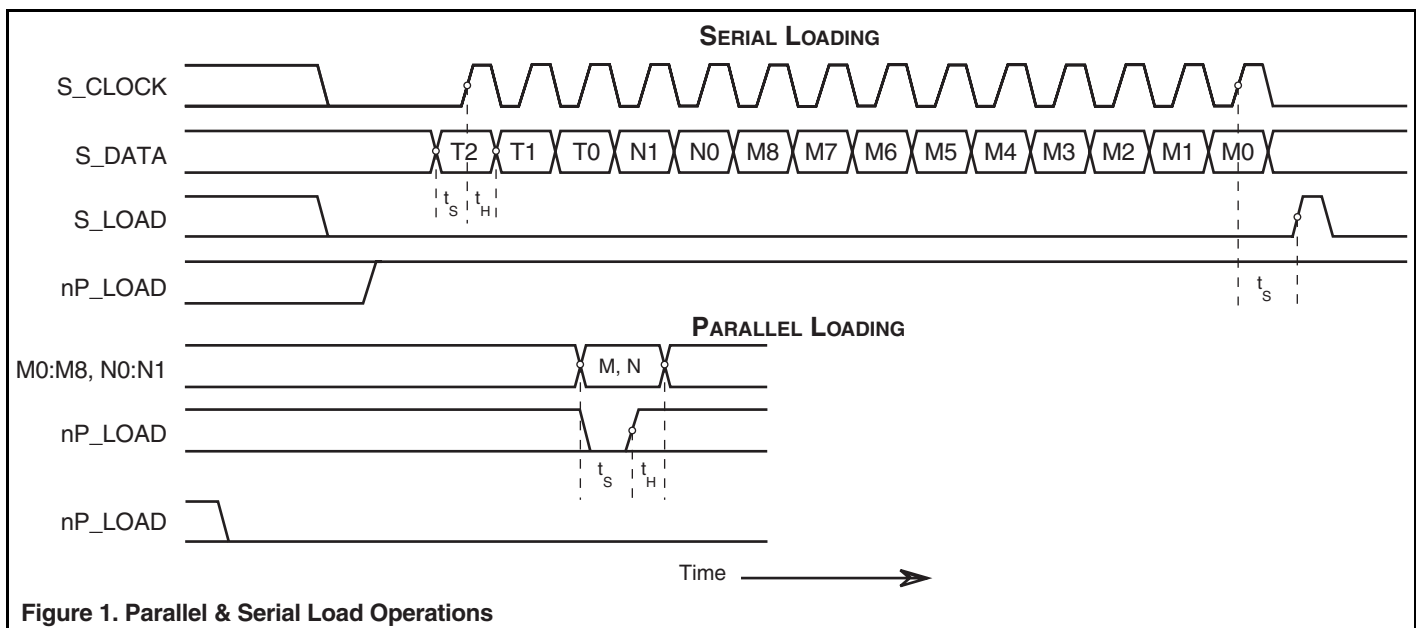 SERIAL LOADING
S_CLOCK
S_DATA
T2 T1 T0 N1 N0 M8 M7 M6 M5 M4 M3 M2 M1 M0
tS tH
S_LOAD
nP_LOAD
tS
PARALLEL LOADING
M0:M8, N0:N1
M, N
nP_LOAD
tS tH
nP_LOAD
Time
Figure 1. Parallel & Serial Load Operations